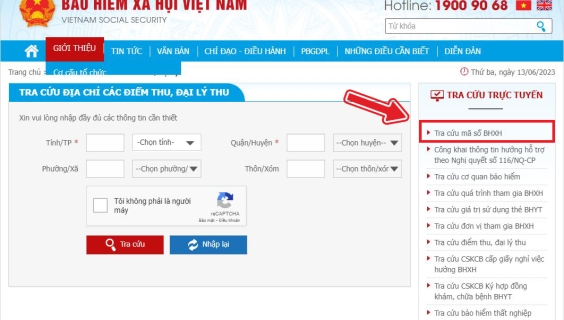 BẢO HIỂM XÃ HỘI VIỆT NAM
VIETNAM SOCIAL SECURITY
Hotline: 1900 90 68
Từ khóa
GIỚI THIỆU
TIN TỨC
VĂN BẢN
CHỈ ĐẠO - ĐIỀU HÀNH
PBGDPL
NHỮNG ĐIỀU CẦN BIẾT
DIỄN ĐÀN
Trang chủ
Cơ cấu tổ chức
Thứ ba, ngày 13/06/2023
TRA CỨU ĐỊA CHỈ CÁC ĐIỂM THU, ĐẠI LÝ THU
Xin vui lòng nhập đầy đủ các thông tin cần thiết
Tỉnh/TP *
-Chọn tỉnh-
Quận/Huyện *
--Chọn huyện--
Phường/Xã
--Chọn phường/
Thôn/Xóm
--Chọn thôn/xón
Tôi không phải là người
máy
reCAPTCHA
Bảo mật - Điều khoản
Tra cứu
Nhập lại
TRA CỨU TRỰC TUYẾN
Tra cứu mã số BHXH
Công khai thông tin hưởng hỗ trợ
theo Nghị quyết số 116/NQ-CP
Tra cứu cơ quan bảo hiểm
Tra cứu quá trình tham gia BHXH
Tra cứu giá trị sử dụng thẻ BHYT
Tra cứu đơn vị tham gia BHXH
Tra cứu điểm thu, đại lý thu
Tra cứu CSKCB cấp giấy nghỉ việc
hưởng BHXH
Tra cứu CSKCB Ký hợp đồng
khám, chữa bệnh BHYT
Tra cứu bảo hiểm thất nghiệp